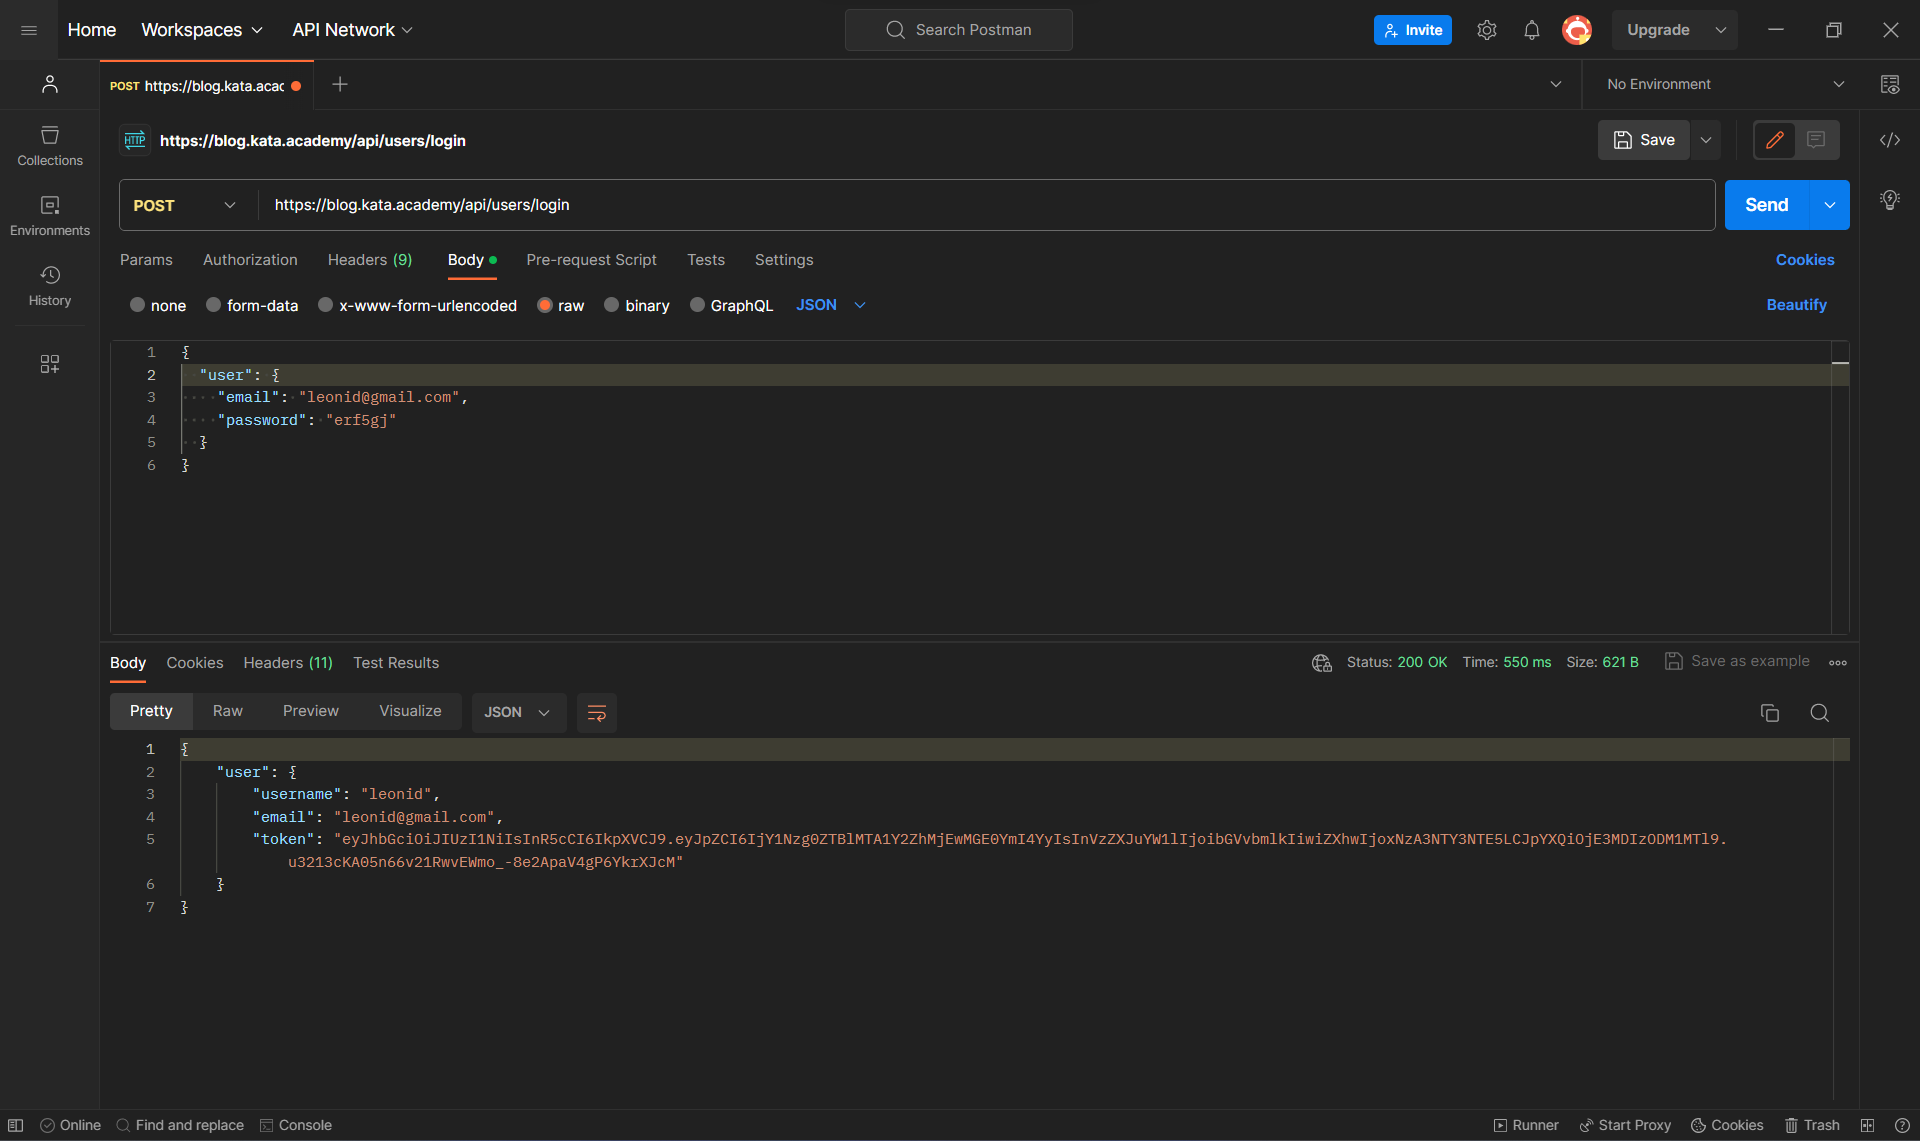 Home Workspaces API Network Search Postman Invite Upgrade
POST https://blog.kata.acac No Environment
HTTP https://blog.kata.academy/api/users/login Save
Collections
POST https://blog.kata.academy/api/users/login Send
Environments
Params Authorization Headers (9) Body Pre-request Script Tests Settings Cookies
History
none form-data x-www-form-urlencoded raw binary GraphQL JSON Beautify
1 {
2 "user": {
3 "email": "leonid@gmail.com",
4 "password": "erf5gj"
5 }
6 }
Body Cookies Headers (11) Test Results Status: 200 OK Time: 550 ms Size: 621 B Save as example
Pretty Raw Preview Visualize JSON
1 {
2 "user": {
3 "username": "leonid",
4 "email": "leonid@gmail.com",
5 "token": "eyJhbGciOiJIUzI1NiIsInR5cCI6IkpXVCJ9.eyJpZCI6IjY1Nzg0ZTBlMTA1Y2ZhMjEwMGE0YmI4YyIsInVzZXJuYW1lIjoibGVvbmlkIiwiZXhwIjoxNzA3NTY3NTE5LCJpYXQiOjE3MDIzODM1MTl9.
u3213cKA05n66v21RwvEWmo_-8e2ApaV4gP6YkrXJcM"
6 }
7 }
Online Find and replace Console Runner Start Proxy Cookies Trash